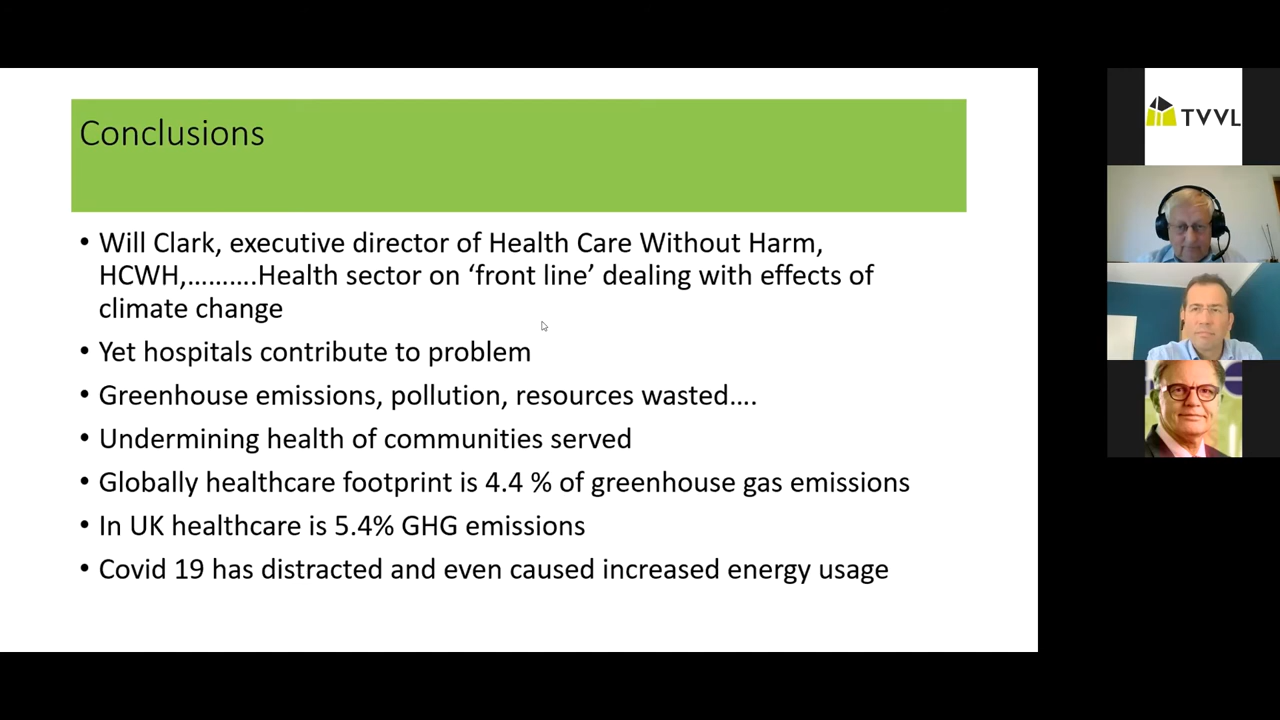 Conclusions
• Will Clark, executive director of Health Care Without Harm,
HCWH,..........Health sector on ‘front line’ dealing with effects of
climate change
• Yet hospitals contribute to problem
• Greenhouse emissions, pollution, resources wasted....
• Undermining health of communities served
• Globally healthcare footprint is 4.4 % of greenhouse gas emissions
• In UK healthcare is 5.4% GHG emissions
• Covid 19 has distracted and even caused increased energy usage
TVVL